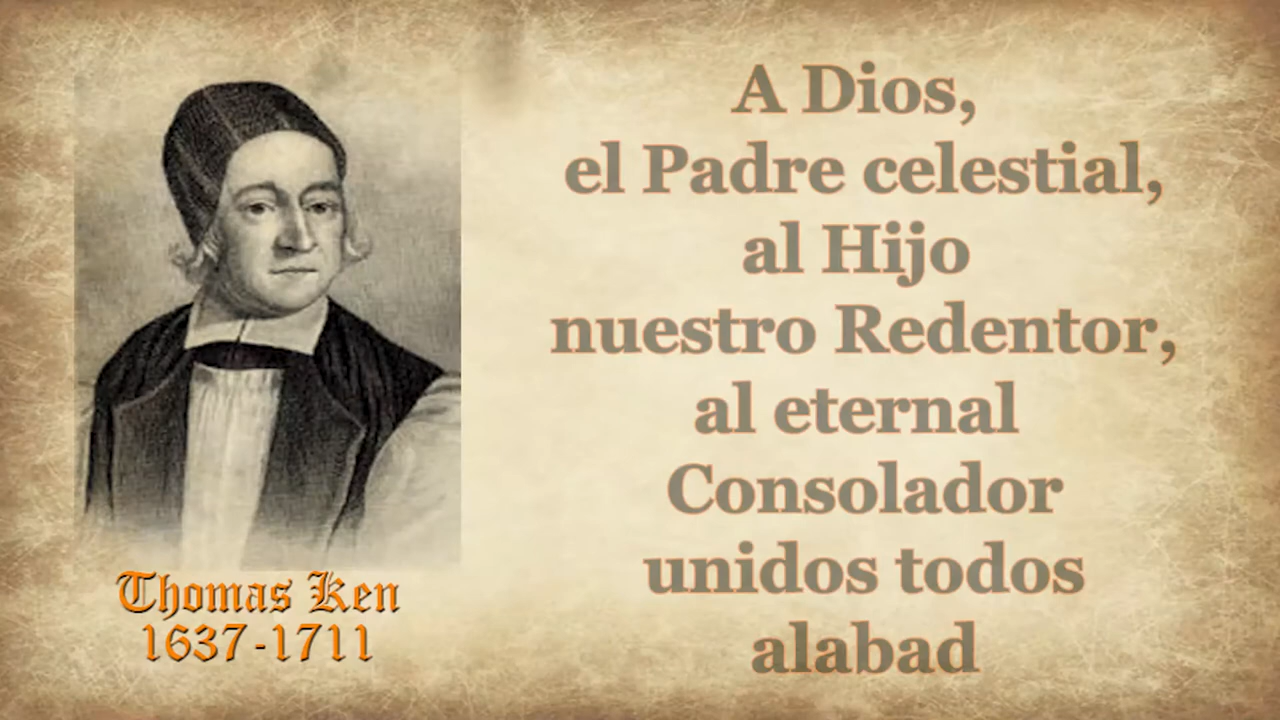 A Dios,
el Padre celestial,
al Hijo
nuestro Redentor,
al eternal
Consolador
unidos todos
alabad
Thomas Ken
1637-1711